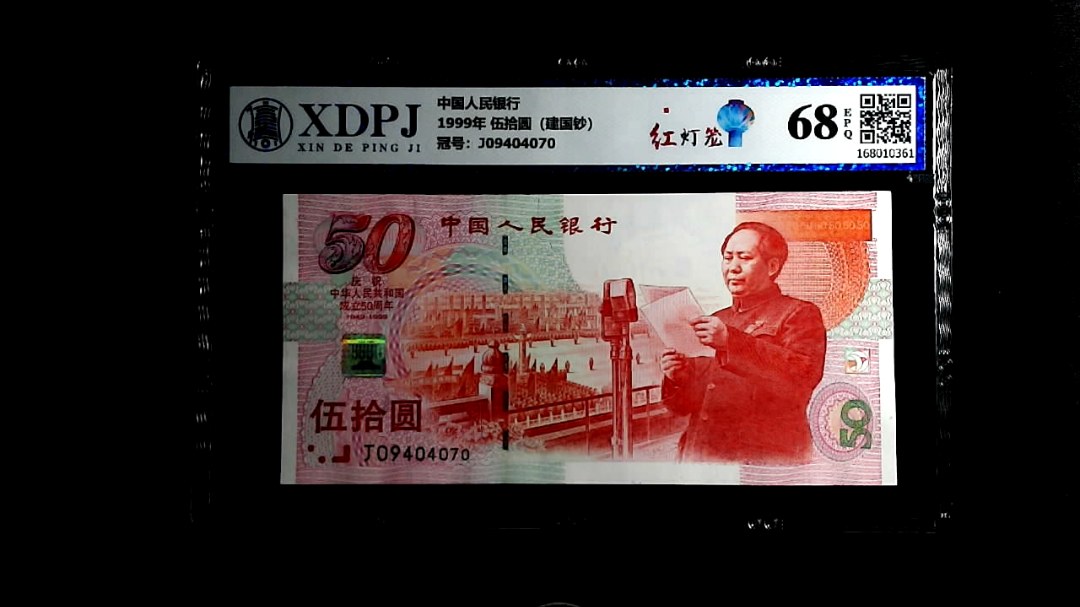 XDPJ
XIN DE PING JI
中国人民银行
1999年 伍拾圆（建国钞）
冠号：J09404070
红灯笼
68
EPQ
168010361
50
中国人民银行
庆祝
中华人民共和国
成立50周年
1949-1999
伍拾圆
J09404070
50